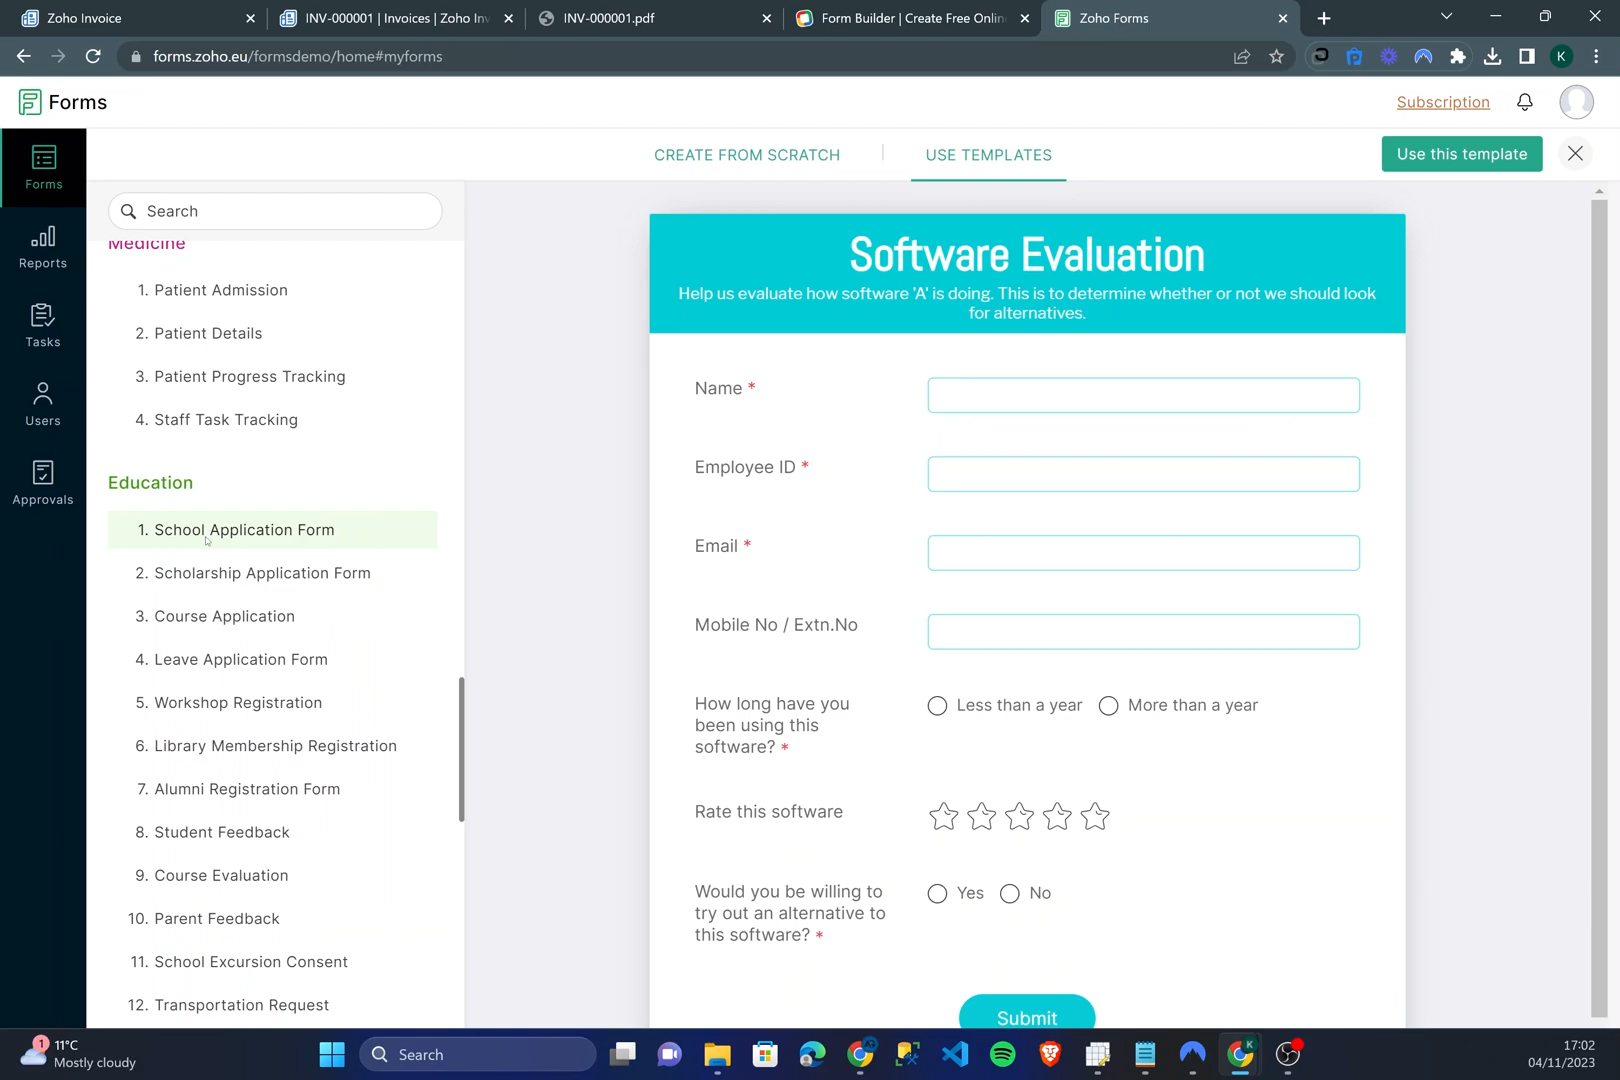 Zoho Invoice
INV-000001 | Invoices | Zoho Inv
INV-000001.pdf
Form Builder | Create Free Onlin
Zoho Forms
forms.zoho.eu/formsdemo/home#myforms
K
Forms
Subscription
Forms
Reports
Tasks
Users
Approvals
CREATE FROM SCRATCH
USE TEMPLATES
Use this template
Search
Medicine
1. Patient Admission
2. Patient Details
3. Patient Progress Tracking
4. Staff Task Tracking
Education
1. School Application Form
2. Scholarship Application Form
3. Course Application
4. Leave Application Form
5. Workshop Registration
6. Library Membership Registration
7. Alumni Registration Form
8. Student Feedback
9. Course Evaluation
10. Parent Feedback
11. School Excursion Consent
12. Transportation Request
Software Evaluation
Help us evaluate how software 'A' is doing. This is to determine whether or not we should look
for alternatives.
Name *
Employee ID *
Email *
Mobile No / Extn.No
How long have you
been using this
software? *
Less than a year
More than a year
Rate this software
Would you be willing to
try out an alternative to
this software? *
Yes
No
Submit
1
11°C
Mostly cloudy
Search
K
17:02
04/11/2023